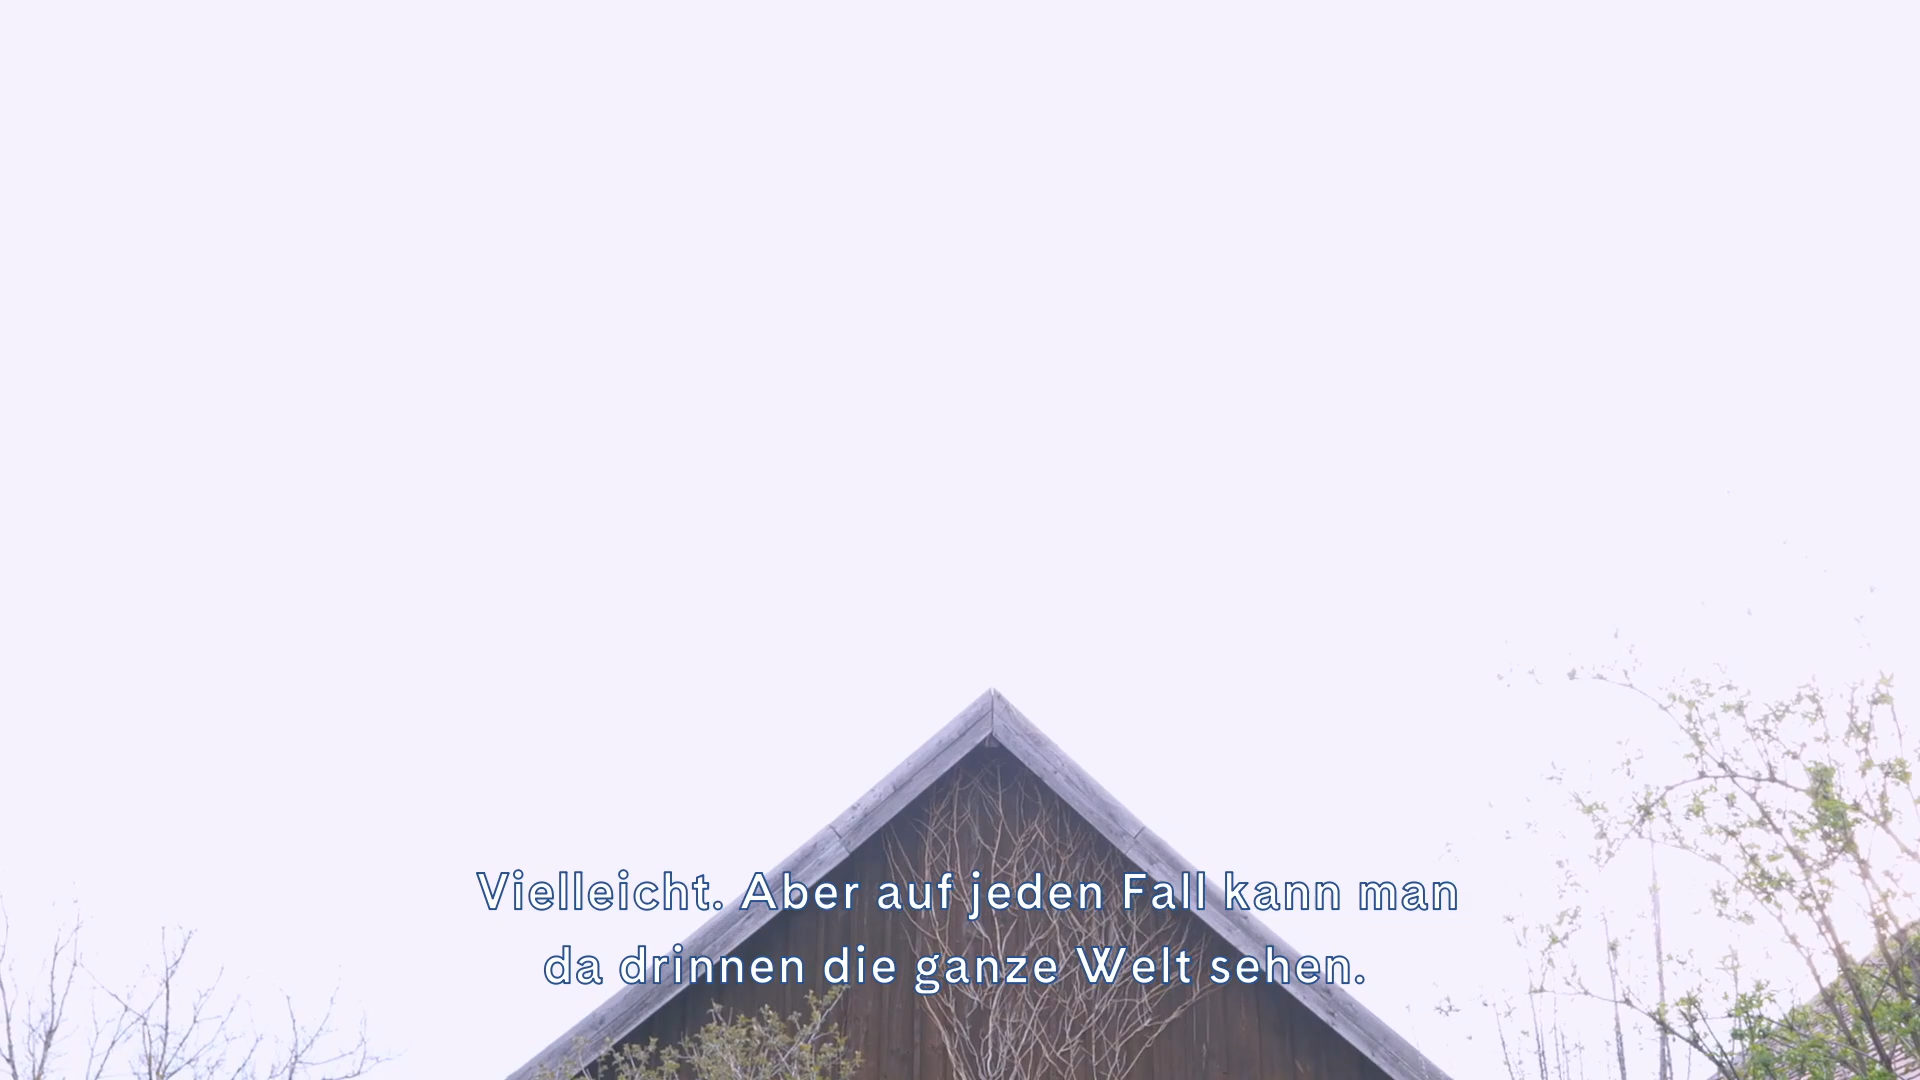 Vielleicht. Aber auf jeden Fall kann man
da drinnen die ganze Welt sehen.